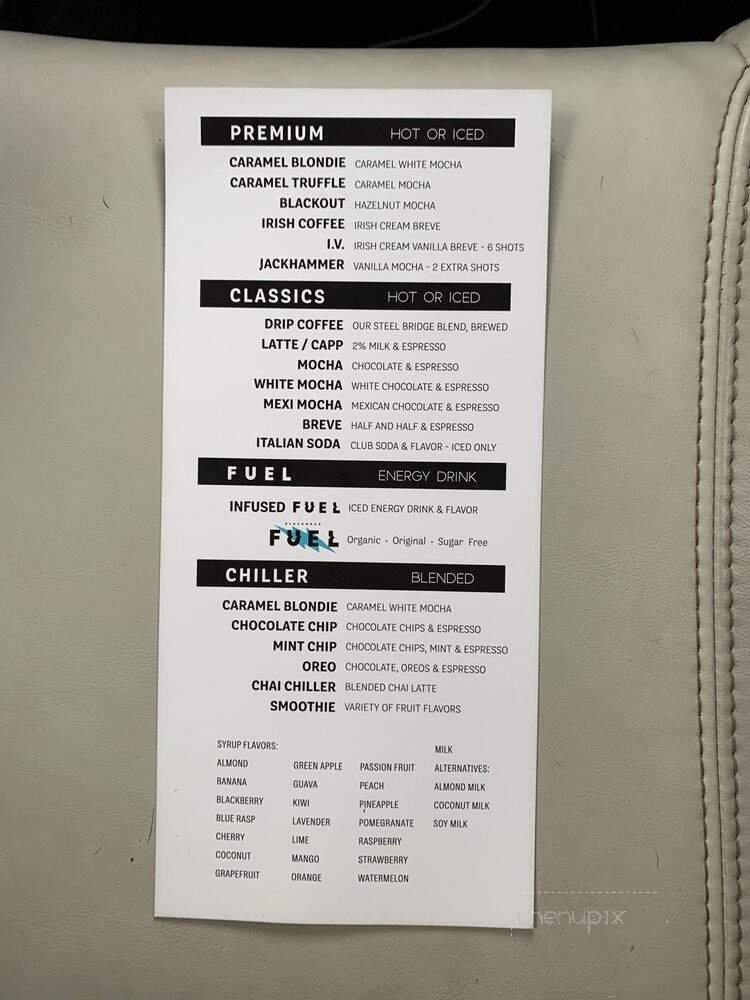 PREMIUM HOT OR ICED
CARAMEL BLONDIE CARAMEL WHITE MOCHA
CARAMEL TRUFFLE CARAMEL MOCHA
BLACKOUT HAZELNUT MOCHA
IRISH COFFEE IRISH CREAM BREVE
I.V. IRISH CREAM VANILLA BREVE - 6 SHOTS
JACKHAMMER VANILLA MOCHA - 2 EXTRA SHOTS
CLASSICS HOT OR ICED
DRIP COFFEE OUR STEEL BRIDGE BLEND, BREWED
LATTE / CAPP 2% MILK & ESPRESSO
MOCHA CHOCOLATE & ESPRESSO
WHITE MOCHA WHITE CHOCOLATE & ESPRESSO
MEXI MOCHA MEXICAN CHOCOLATE & ESPRESSO
BREVE HALF AND HALF & ESPRESSO
ITALIAN SODA CLUB SODA & FLAVOR - ICED ONLY
FUEL ENERGY DRINK
INFUSED FUEL ICED ENERGY DRINK & FLAVOR
FUEL Organic · Original · Sugar Free
CHILLER BLENDED
CARAMEL BLONDIE CARAMEL WHITE MOCHA
CHOCOLATE CHIP CHOCOLATE CHIPS & ESPRESSO
MINT CHIP CHOCOLATE CHIPS, MINT & ESPRESSO
OREO CHOCOLATE, OREOS & ESPRESSO
CHAI CHILLER BLENDED CHAI LATTE
SMOOTHIE VARIETY OF FRUIT FLAVORS
SYRUP FLAVORS:
ALMOND
BANANA
BLACKBERRY
BLUE RASP
CHERRY
COCONUT
GRAPEFRUIT
GREEN APPLE
GUAVA
KIWI
LAVENDER
LIME
MANGO
ORANGE
PASSION FRUIT
PEACH
PINEAPPLE
POMEGRANATE
RASPBERRY
STRAWBERRY
WATERMELON
MILK
ALTERNATIVES:
ALMOND MILK
COCONUT MILK
SOY MILK
menupix